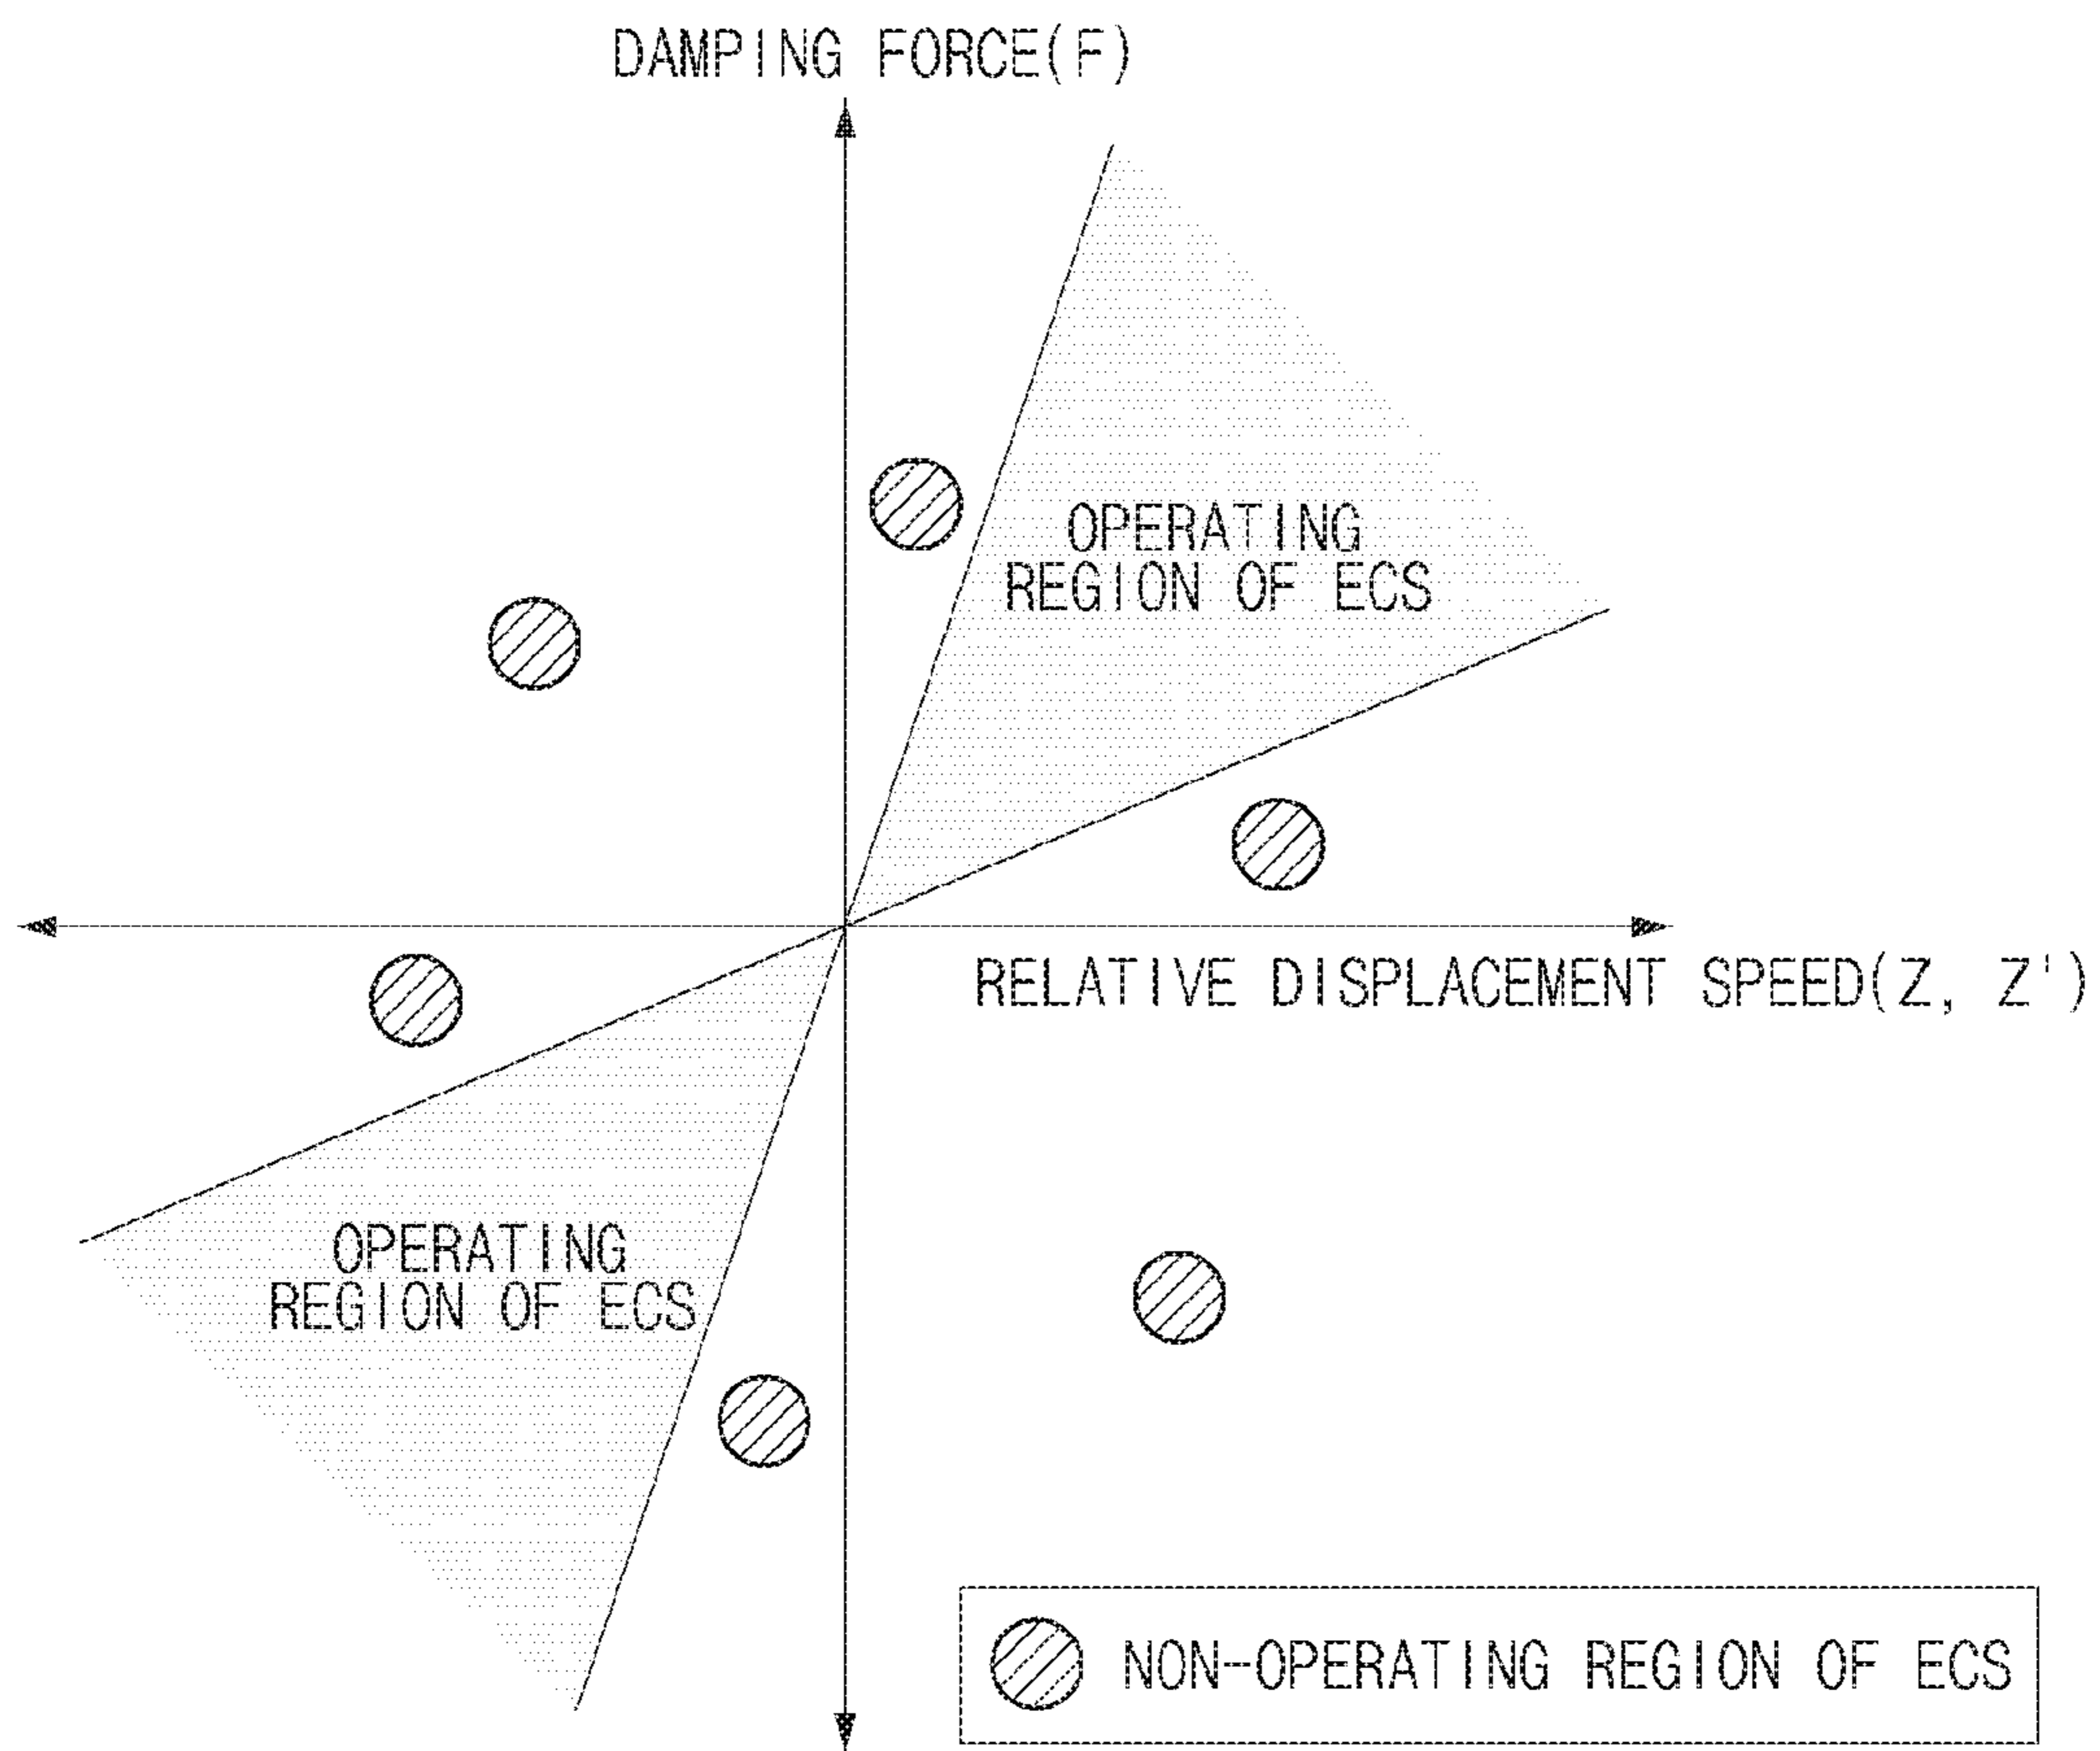 DAMPING FORCE(F)
OPERATING
REGION OF ECS
RELATIVE DISPLACEMENT SPEED(Z, Z')
OPERATING
REGION OF ECS
NON-OPERATING REGION OF ECS